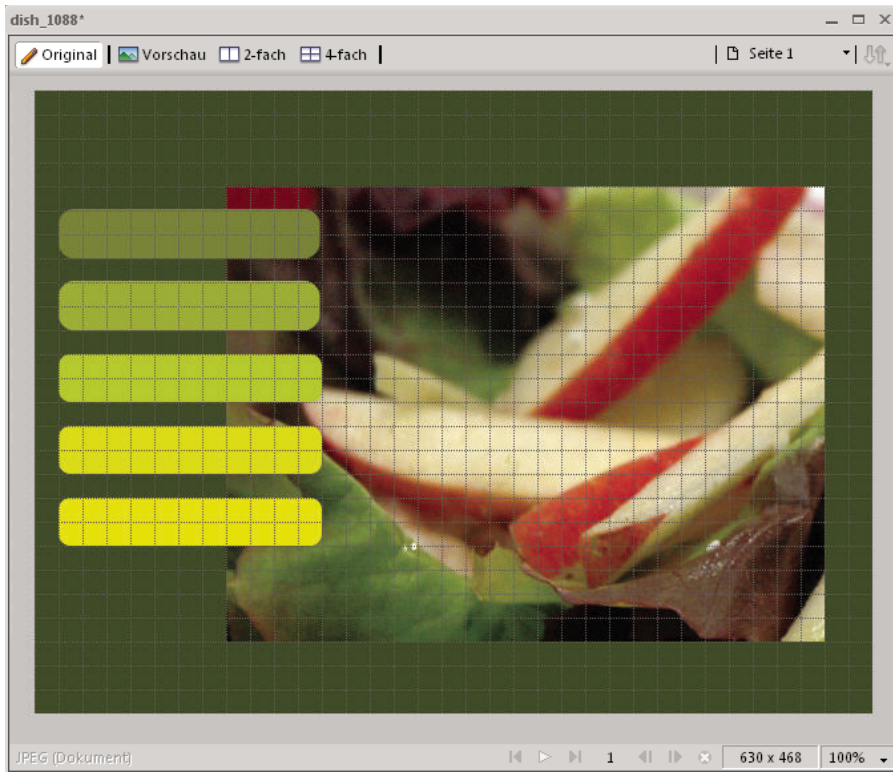 dish_1088*
Original Vorschau 2-fach 4-fach Seite 1
JPEG (Dokument) 1 630 x 468 100%